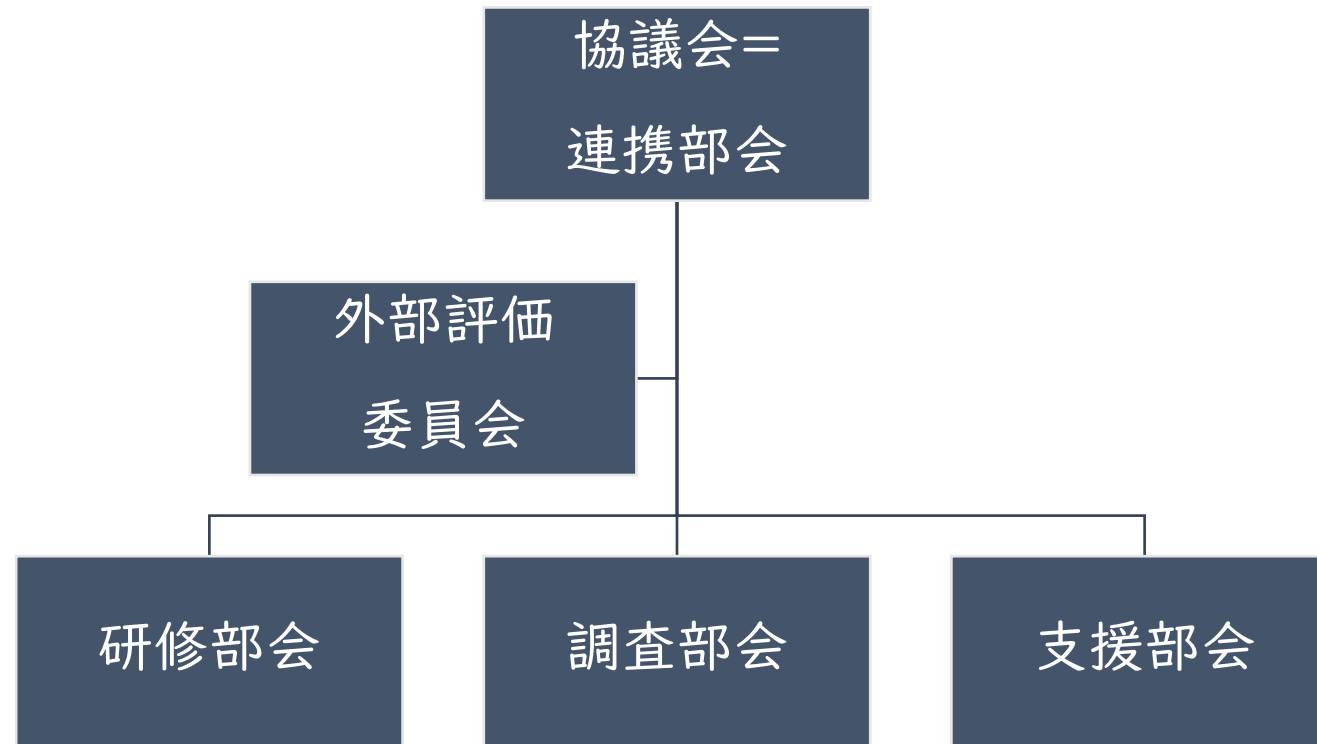 協議会=
連携部会
外部評価
委員会
研修部会
調査部会
支援部会